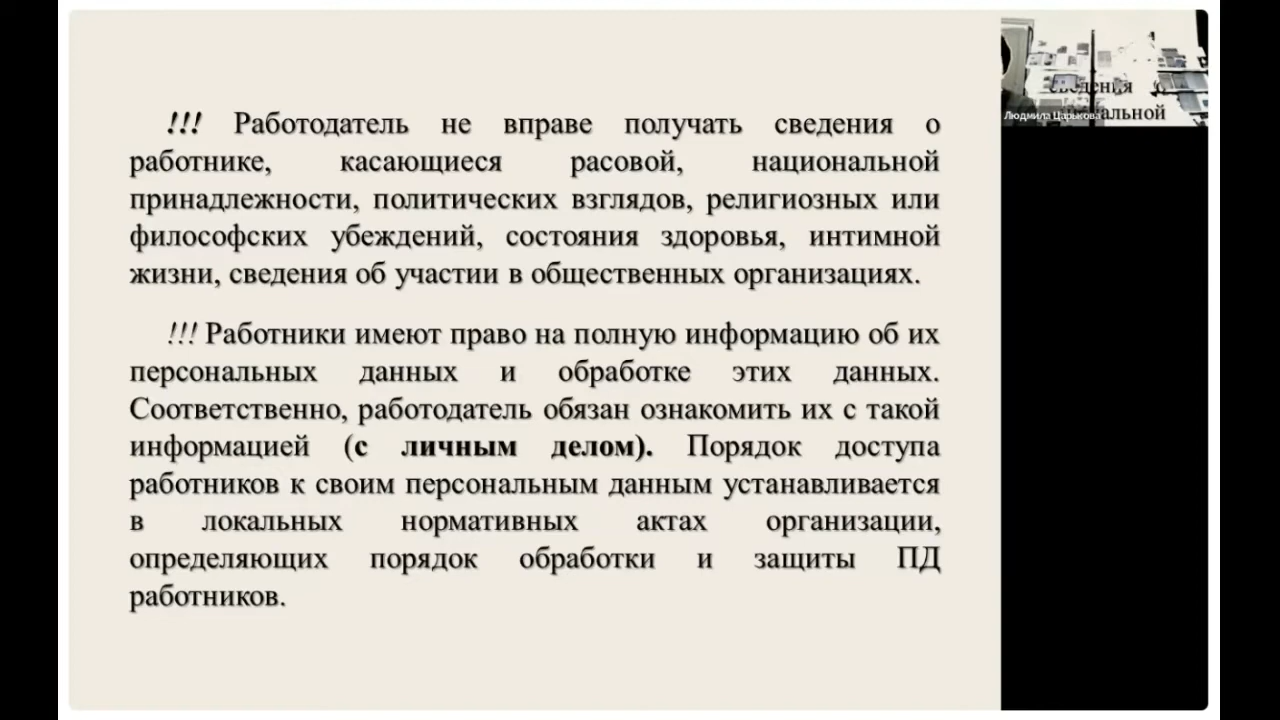 !!! Работодатель не вправе получать сведения о
работнике, касающиеся расовой, национальной
принадлежности, политических взглядов, религиозных или
философских убеждений, состояния здоровья, интимной
жизни, сведения об участии в общественных организациях.
!!! Работники имеют право на полную информацию об их
персональных данных и обработке этих данных.
Соответственно, работодатель обязан ознакомить их с такой
информацией (с личным делом). Порядок доступа
работников к своим персональным данным устанавливается
в локальных нормативных актах организации,
определяющих порядок обработки и защиты ПД
работников.
сведения о
Людмила Царькова